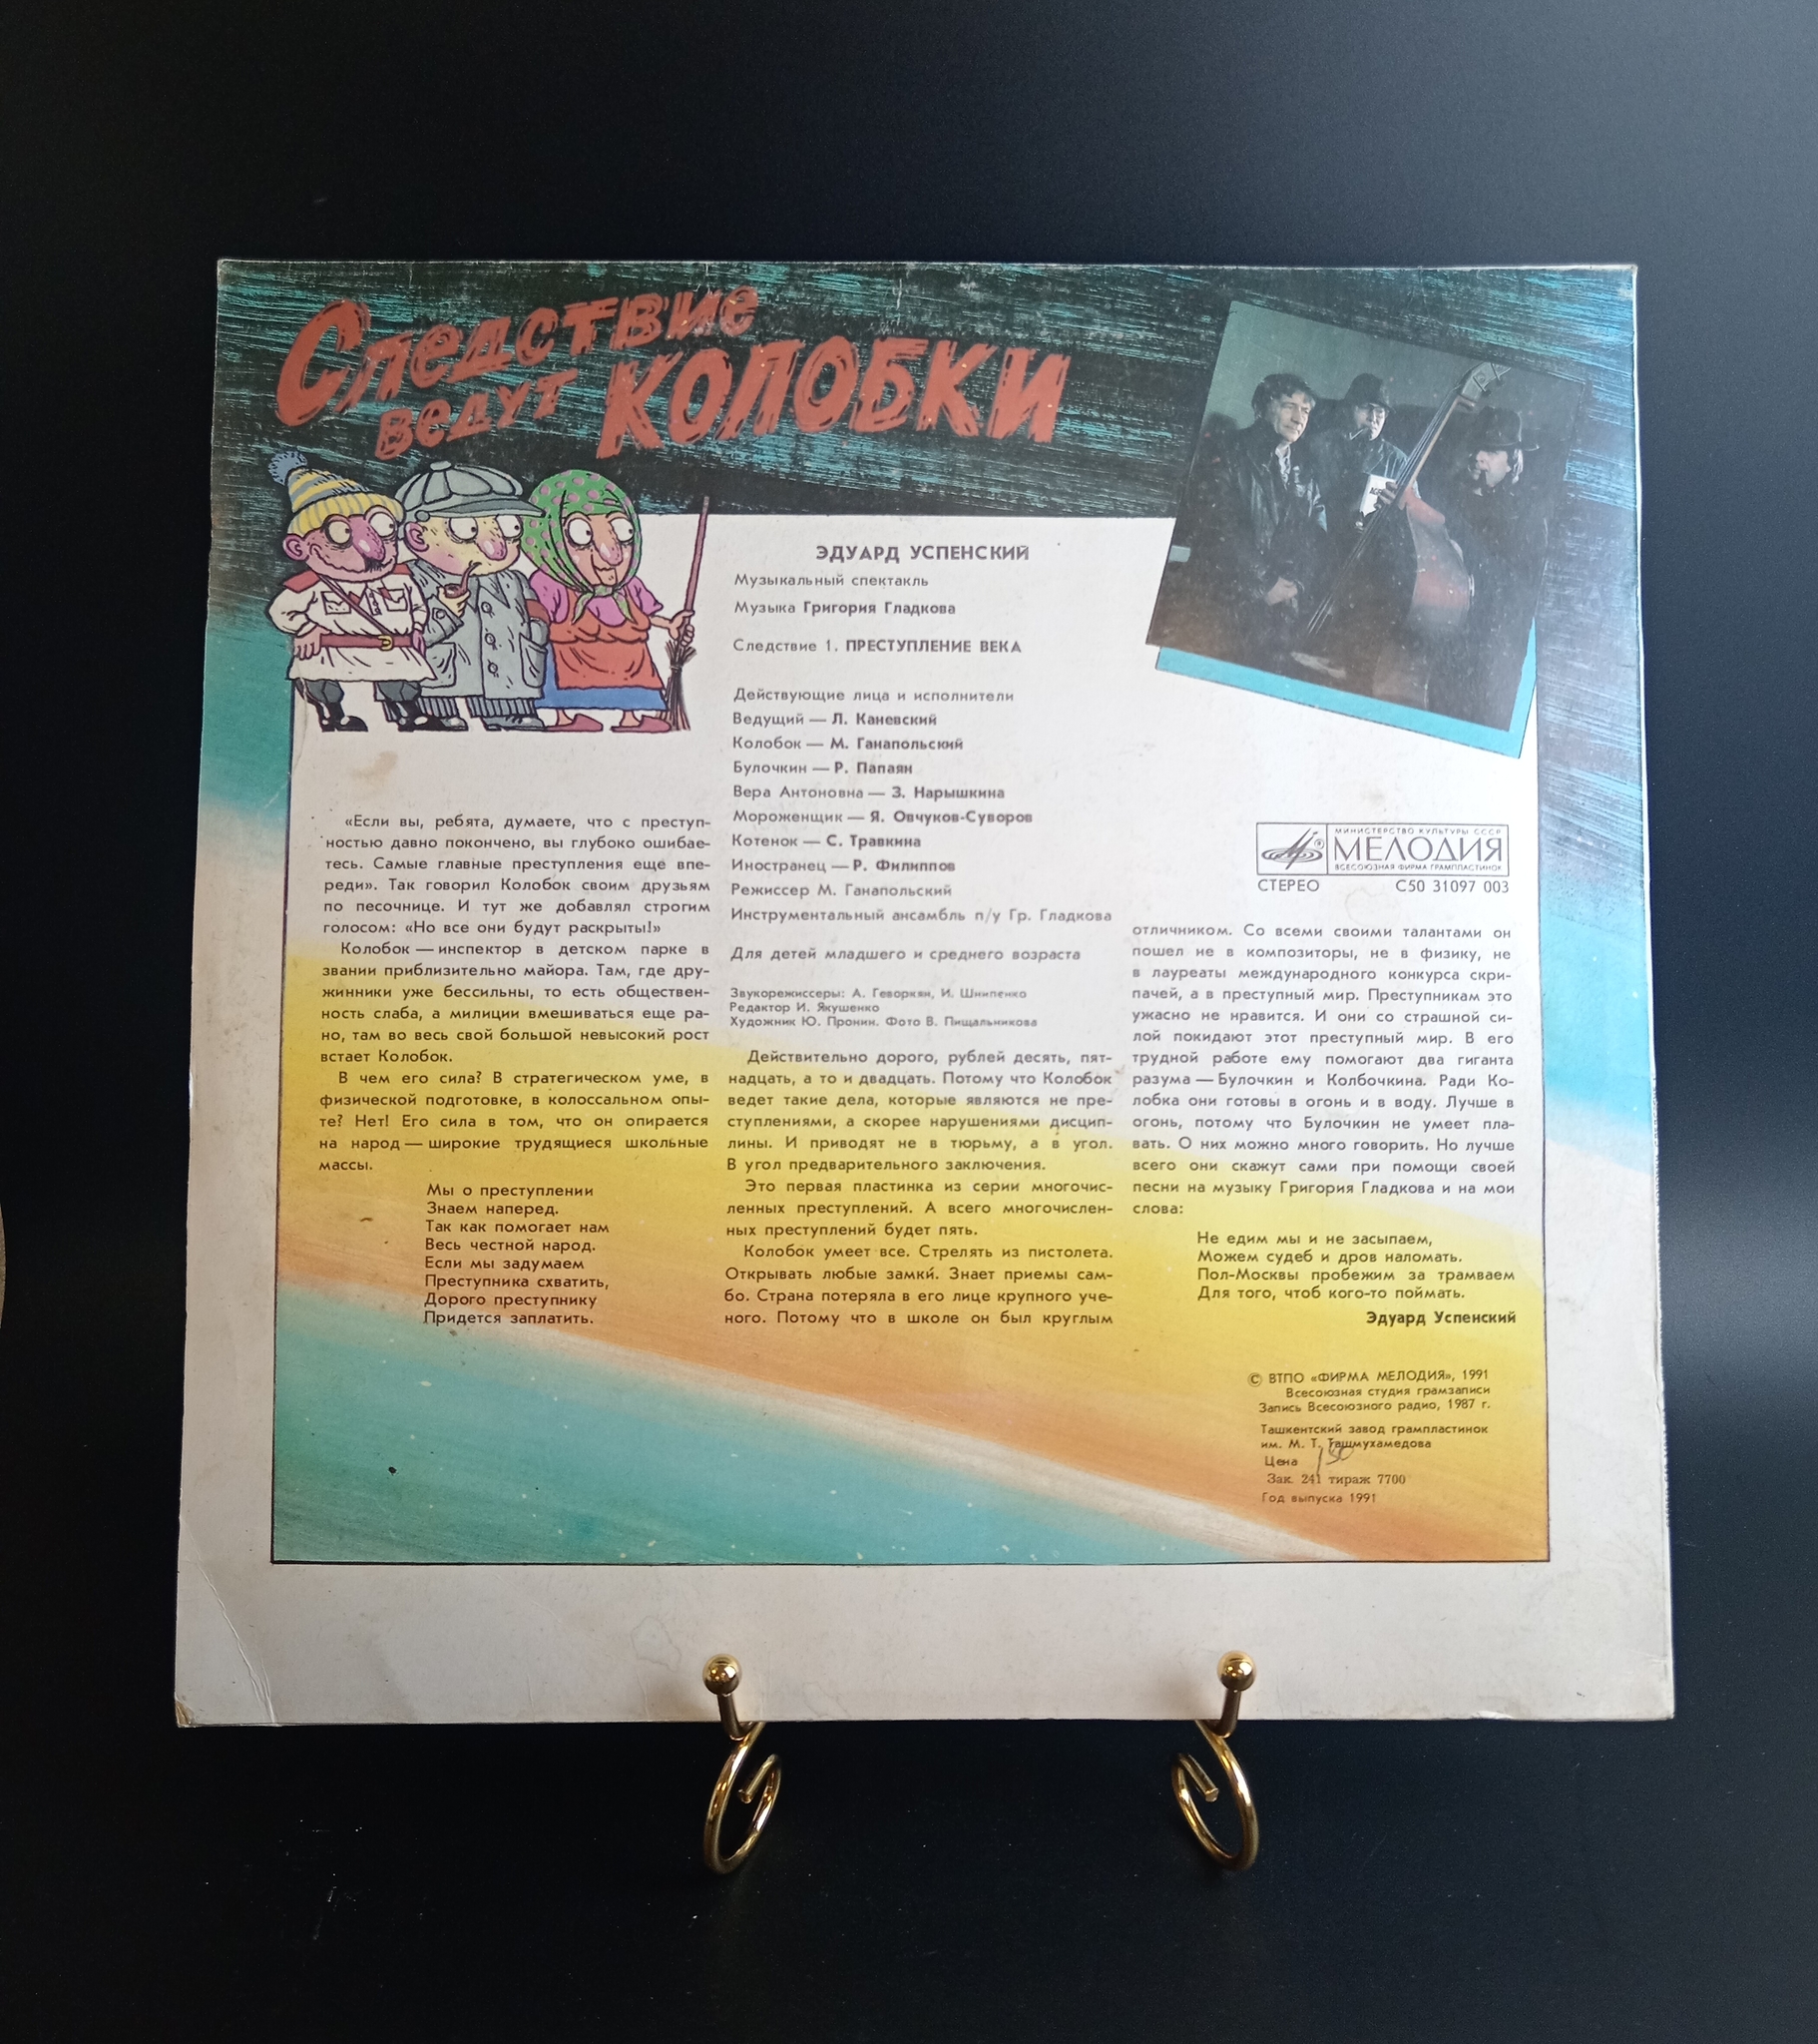 Следствие
ведут КОЛОБКИ
ЭДУАРД УСПЕНСКИЙ
Музыкальный спектакль
Музыка Григория Гладкова
Следствие 1. ПРЕСТУПЛЕНИЕ ВЕКА
Действующие лица и исполнители
Ведущий — Л. Каневский
Колобок — М. Ганапольский
Булочкин — Р. Папаян
Вера Антоновна — З. Нарышкина
Мороженщик — Я. Овчуков-Суворов
Котенок — С. Травкина
Иностранец — Р. Филиппов
Режиссер М. Ганапольский
Инструментальный ансамбль п/у Гр. Гладкова
Для детей младшего и среднего возраста
Звукорежиссеры: А. Геворкян, И. Шнипенко
Редактор И. Якушенко
Художник Ю. Пронин. Фото В. Пищальникова
«Если вы, ребята, думаете, что с преступ-
ностью давно покончено, вы глубоко ошибае-
тесь. Самые главные преступления еще впе-
реди». Так говорил Колобок своим друзьям
по песочнице. И тут же добавлял строгим
голосом: «Но все они будут раскрыты!»
Колобок — инспектор в детском парке в
звании приблизительно майора. Там, где дру-
жинники уже бессильны, то есть обществен-
ность слаба, а милиции вмешиваться еще ра-
но, там во весь свой большой невысокий рост
встает Колобок.
В чем его сила? В стратегическом уме, в
физической подготовке, в колоссальном опы-
те? Нет! Его сила в том, что он опирается
на народ — широкие трудящиеся школьные
массы.
Мы о преступлении
Знаем наперед.
Так как помогает нам
Весь честной народ.
Если мы задумаем
Преступника схватить,
Дорого преступнику
Придется заплатить.
Действительно дорого, рублей десять, пят-
надцать, а то и двадцать. Потому что Колобок
ведет такие дела, которые являются не пре-
ступлениями, а скорее нарушениями дисцип-
лины. И приводят не в тюрьму, а в угол.
В угол предварительного заключения.
Это первая пластинка из серии многочис-
ленных преступлений. А всего многочислен-
ных преступлений будет пять.
Колобок умеет все. Стрелять из пистолета.
Открывать любые замки́. Знает приемы сам-
бо. Страна потеряла в его лице крупного уче-
ного. Потому что в школе он был круглым
МИНИСТЕРСТВО КУЛЬТУРЫ СССР
МЕЛОДИЯ
ВСЕСОЮЗНАЯ ФИРМА ГРАМПЛАСТИНОК
СТЕРЕО С50 31097 003
отличником. Со всеми своими талантами он
пошел не в композиторы, не в физику, не
в лауреаты международного конкурса скри-
пачей, а в преступный мир. Преступникам это
ужасно не нравится. И они со страшной си-
лой покидают этот преступный мир. В его
трудной работе ему помогают два гиганта
разума — Булочкин и Колбочкина. Ради Ко-
лобка они готовы в огонь и в воду. Лучше в
огонь, потому что Булочкин не умеет пла-
вать. О них можно много говорить. Но лучше
всего они скажут сами при помощи своей
песни на музыку Григория Гладкова и на мои
слова:
Не едим мы и не засыпаем,
Можем судеб и дров наломать.
Пол-Москвы пробежим за трамваем
Для того, чтоб кого-то поймать.
Эдуард Успенский
© ВТПО «ФИРМА МЕЛОДИЯ», 1991
Всесоюзная студия грамзаписи
Запись Всесоюзного радио, 1987 г.
Ташкентский завод грампластинок
им. М. Т. Ташмухамедова
Цена 150
Зак. 241 тираж 7700
Год выпуска 1991